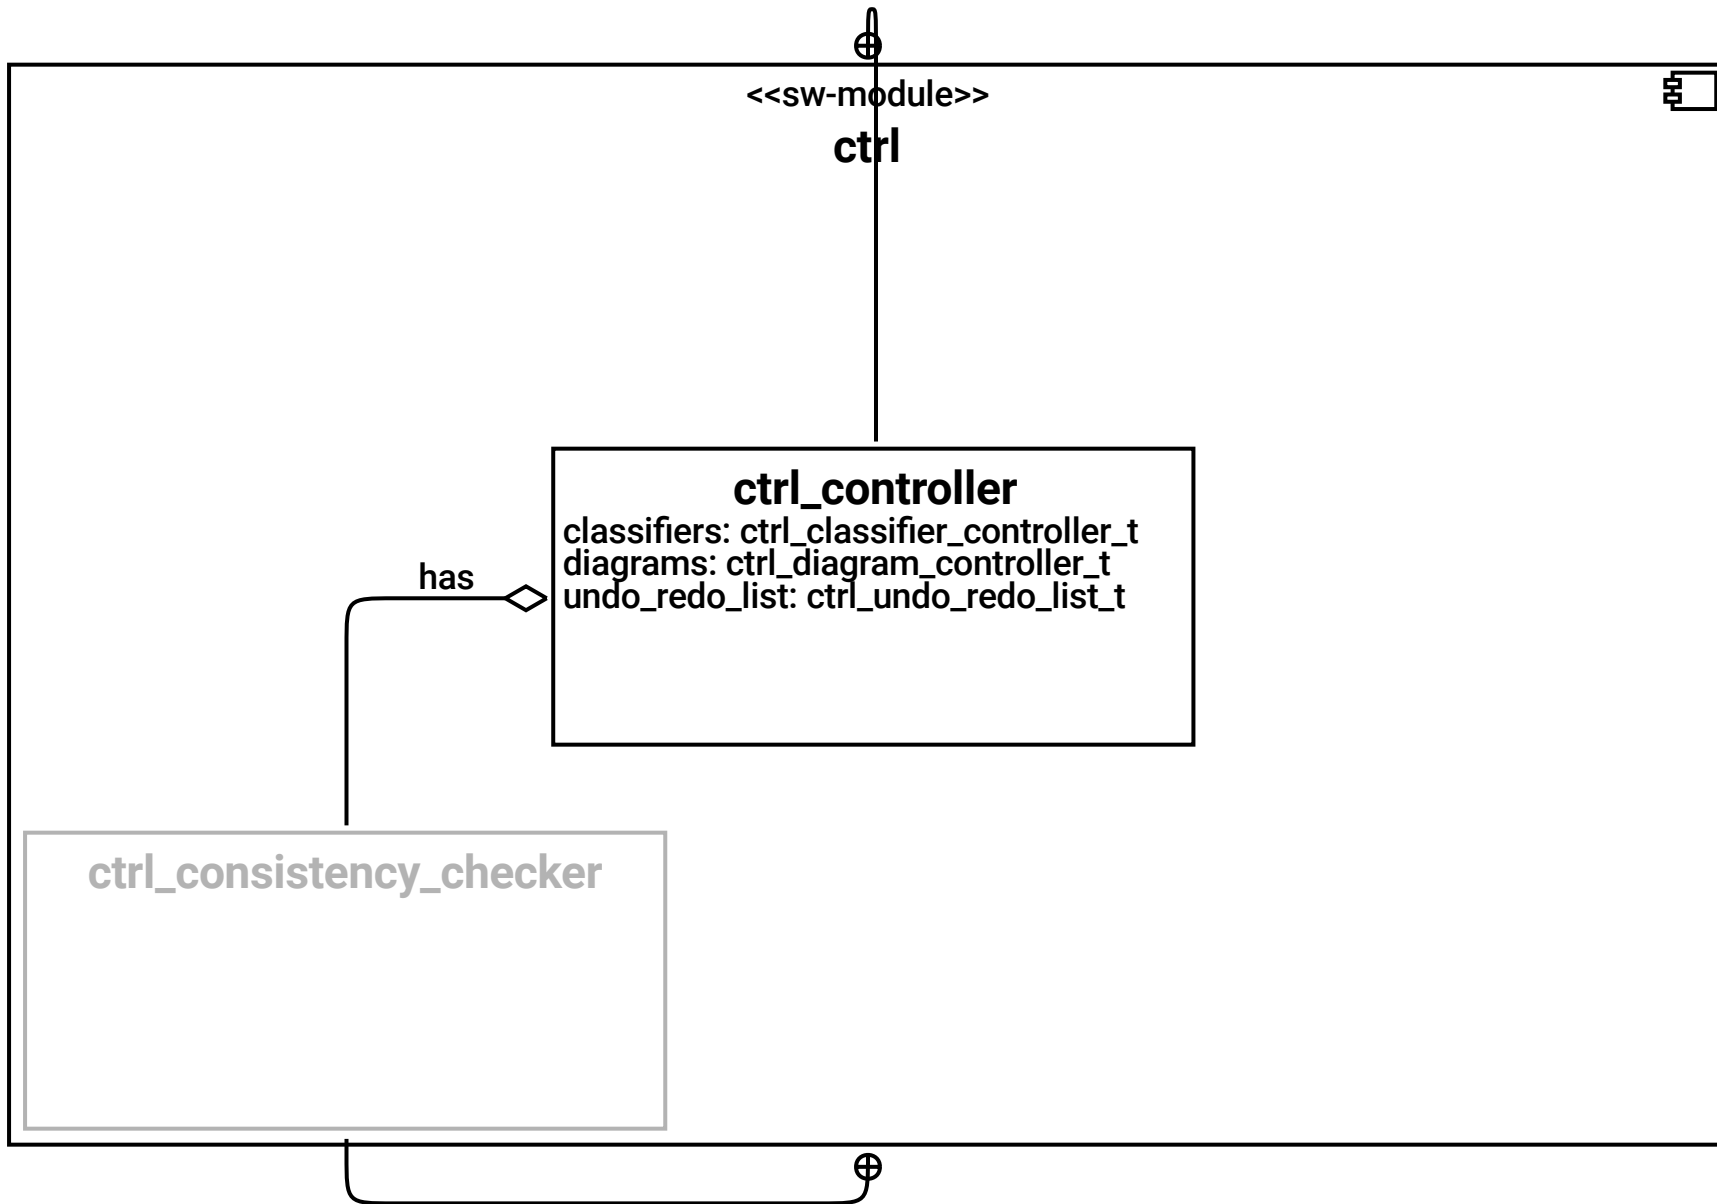 <<sw-module>>
ctrl
ctrl_controller
classifiers: ctrl_classifier_controller_t
diagrams: ctrl_diagram_controller_t
undo_redo_list: ctrl_undo_redo_list_t
has
ctrl_consistency_checker